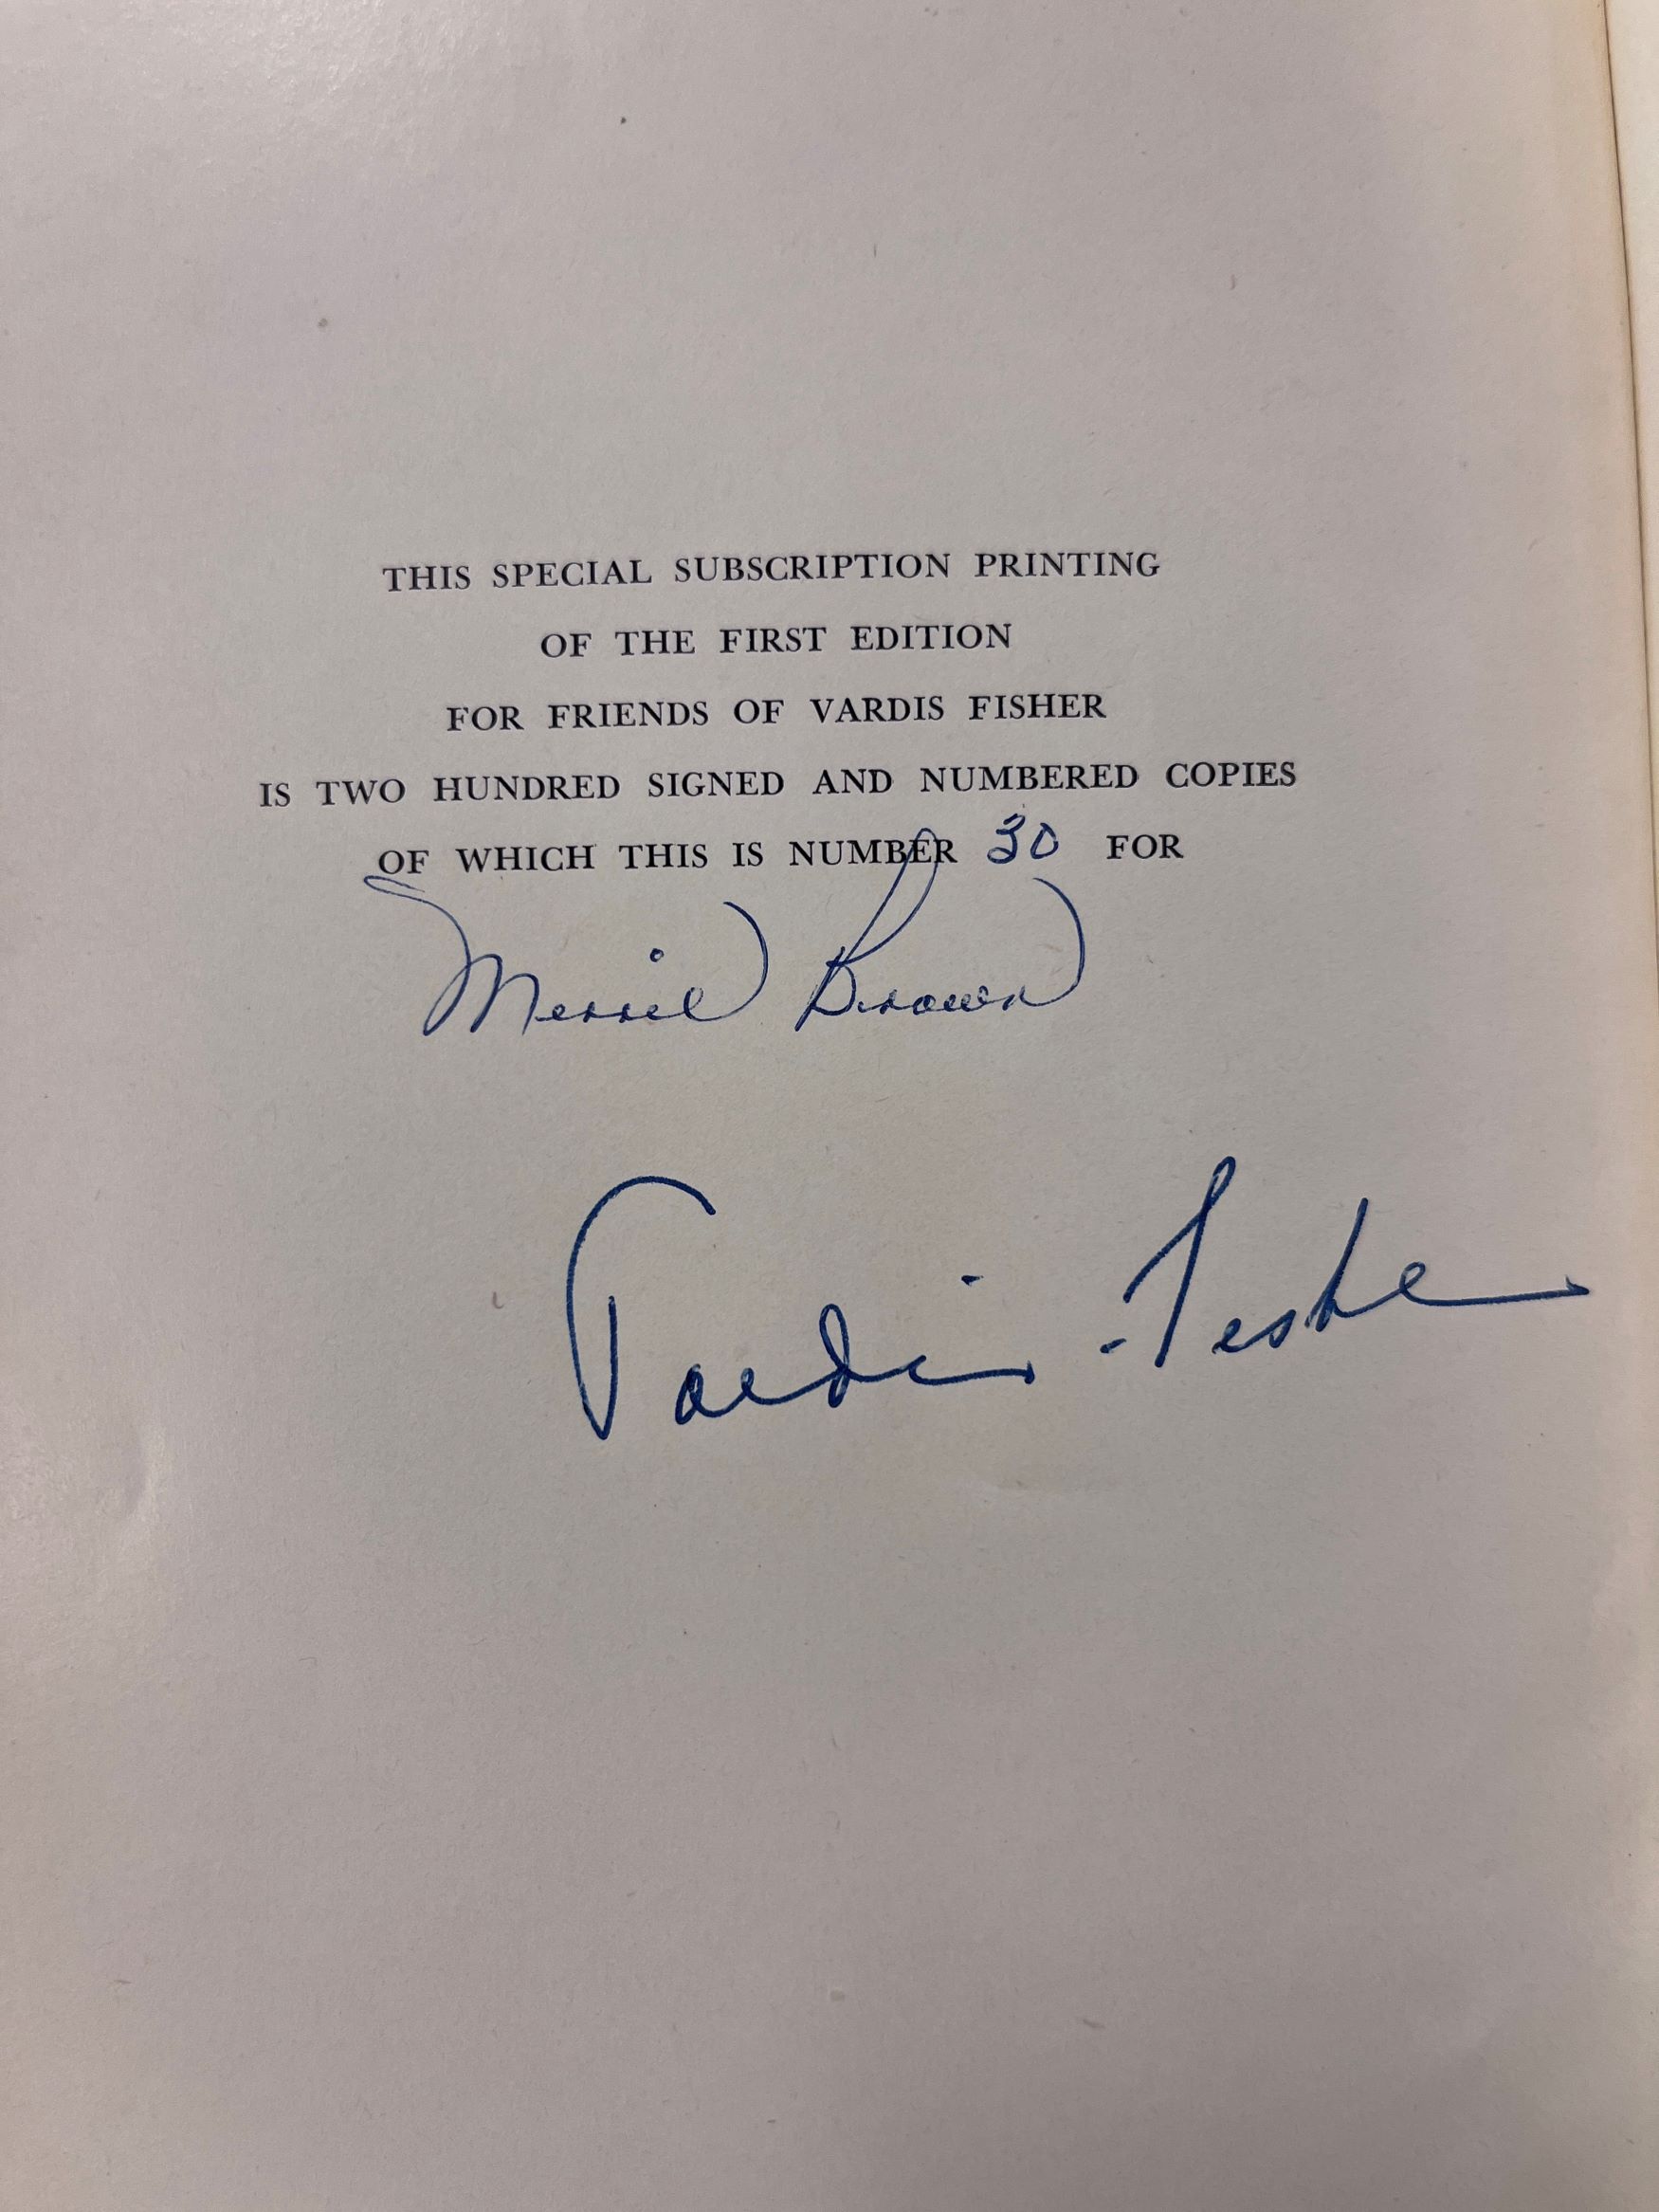 THIS SPECIAL SUBSCRIPTION PRINTING
OF THE FIRST EDITION
FOR FRIENDS OF VARDIS FISHER
IS TWO HUNDRED SIGNED AND NUMBERED COPIES
OF WHICH THIS IS NUMBER 30 FOR
Merril Brown
Vardis Fisher